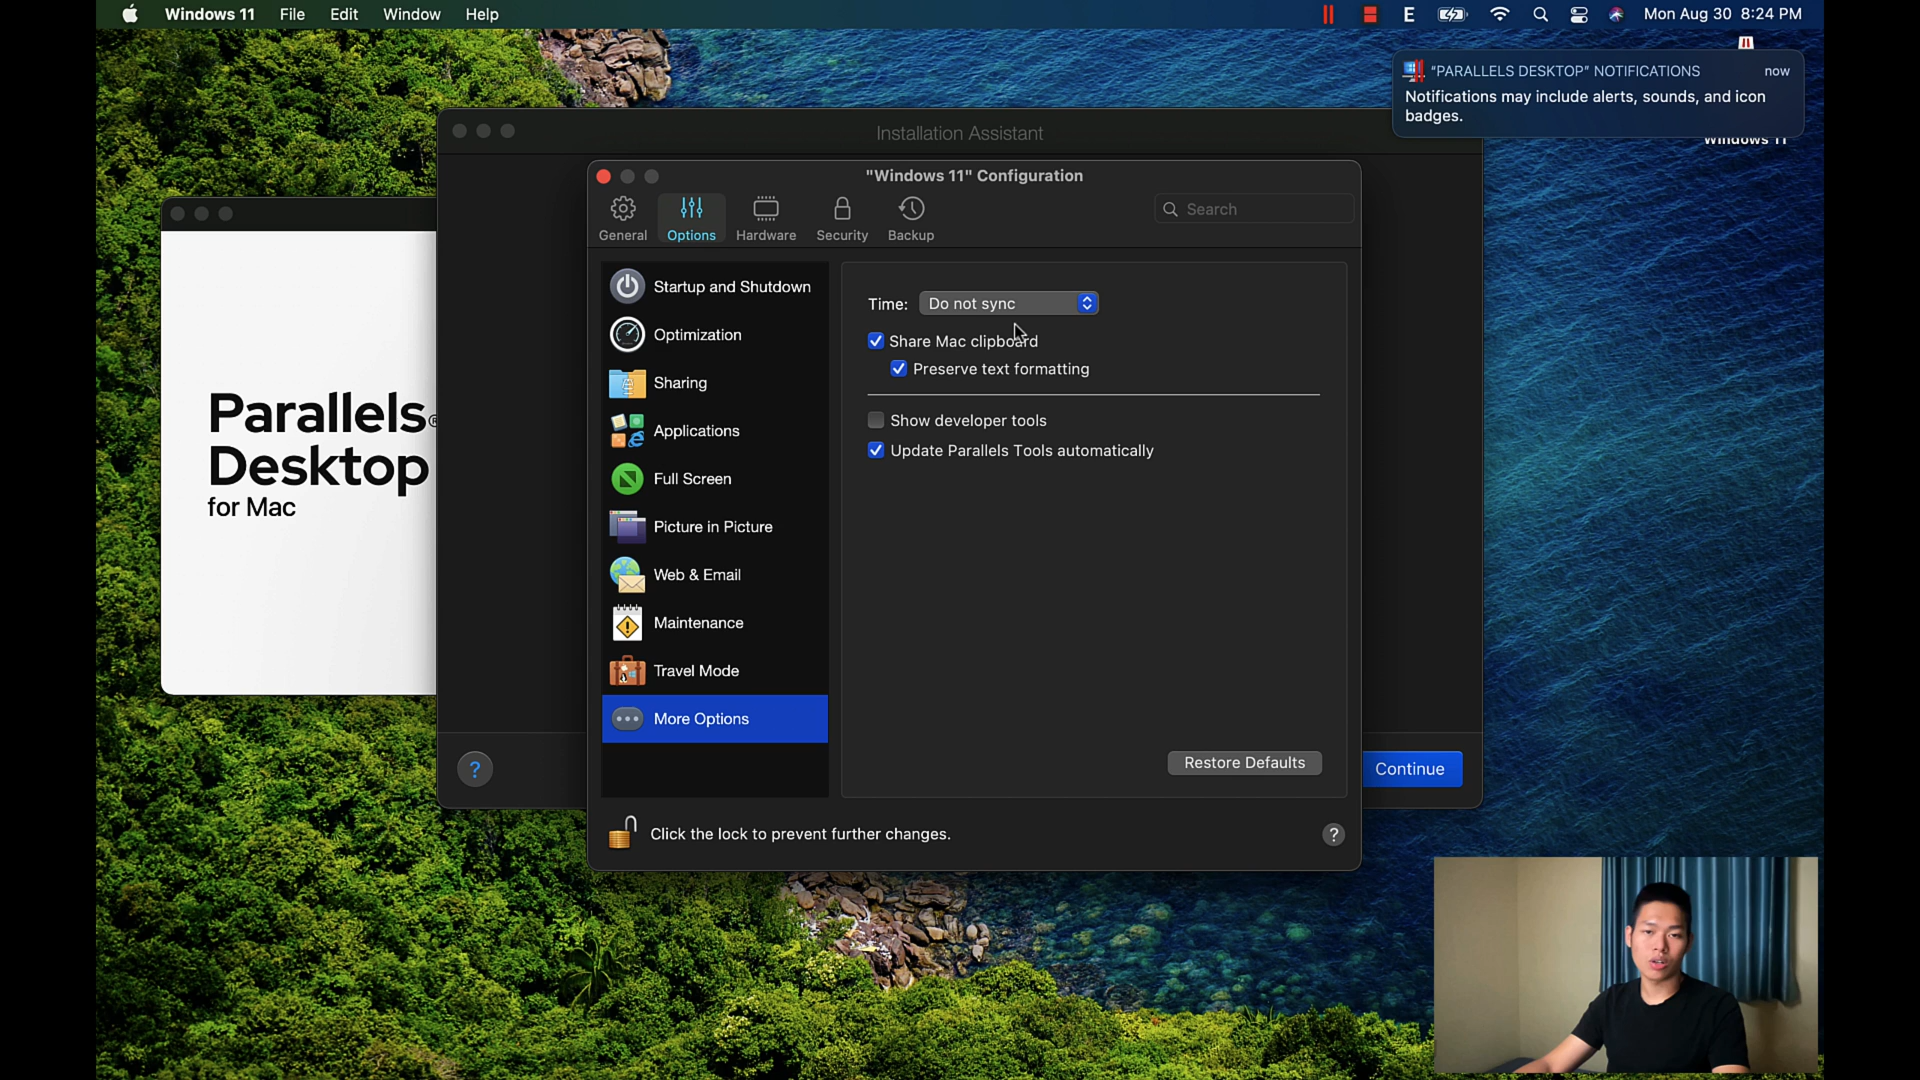 Windows 11 File Edit Window Help
E Mon Aug 30 8:24 PM
"PARALLELS DESKTOP" NOTIFICATIONS now
Notifications may include alerts, sounds, and icon
badges.
Windows 11
Installation Assistant
"Windows 11" Configuration
General Options Hardware Security Backup
Search
Parallels®
Desktop
for Mac
Startup and Shutdown
Optimization
Sharing
Applications
Full Screen
Picture in Picture
Web & Email
Maintenance
Travel Mode
More Options
Time: Do not sync
Share Mac clipboard
Preserve text formatting
Show developer tools
Update Parallels Tools automatically
Restore Defaults
? Continue
Click the lock to prevent further changes. ?